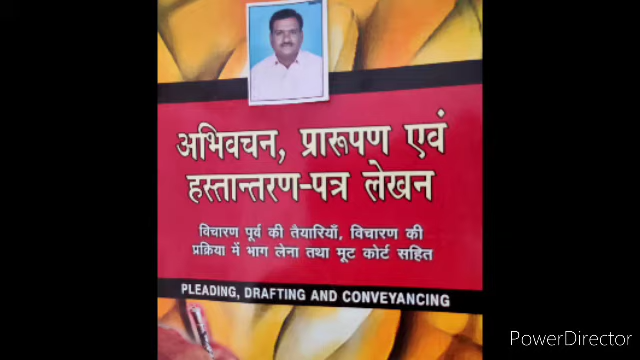 अभिवचन, प्रारूपण एवं
हस्तान्तरण-पत्र लेखन
विचारण पूर्व की तैयारियाँ, विचारण की
प्रक्रिया में भाग लेना तथा मूट कोर्ट सहित
PLEADING, DRAFTING AND CONVEYANCING
PowerDirector